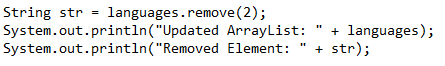 String str = languages.remove(2);
System.out.println("Updated ArrayList: " + languages);
System.out.println("Removed Element: " + str);